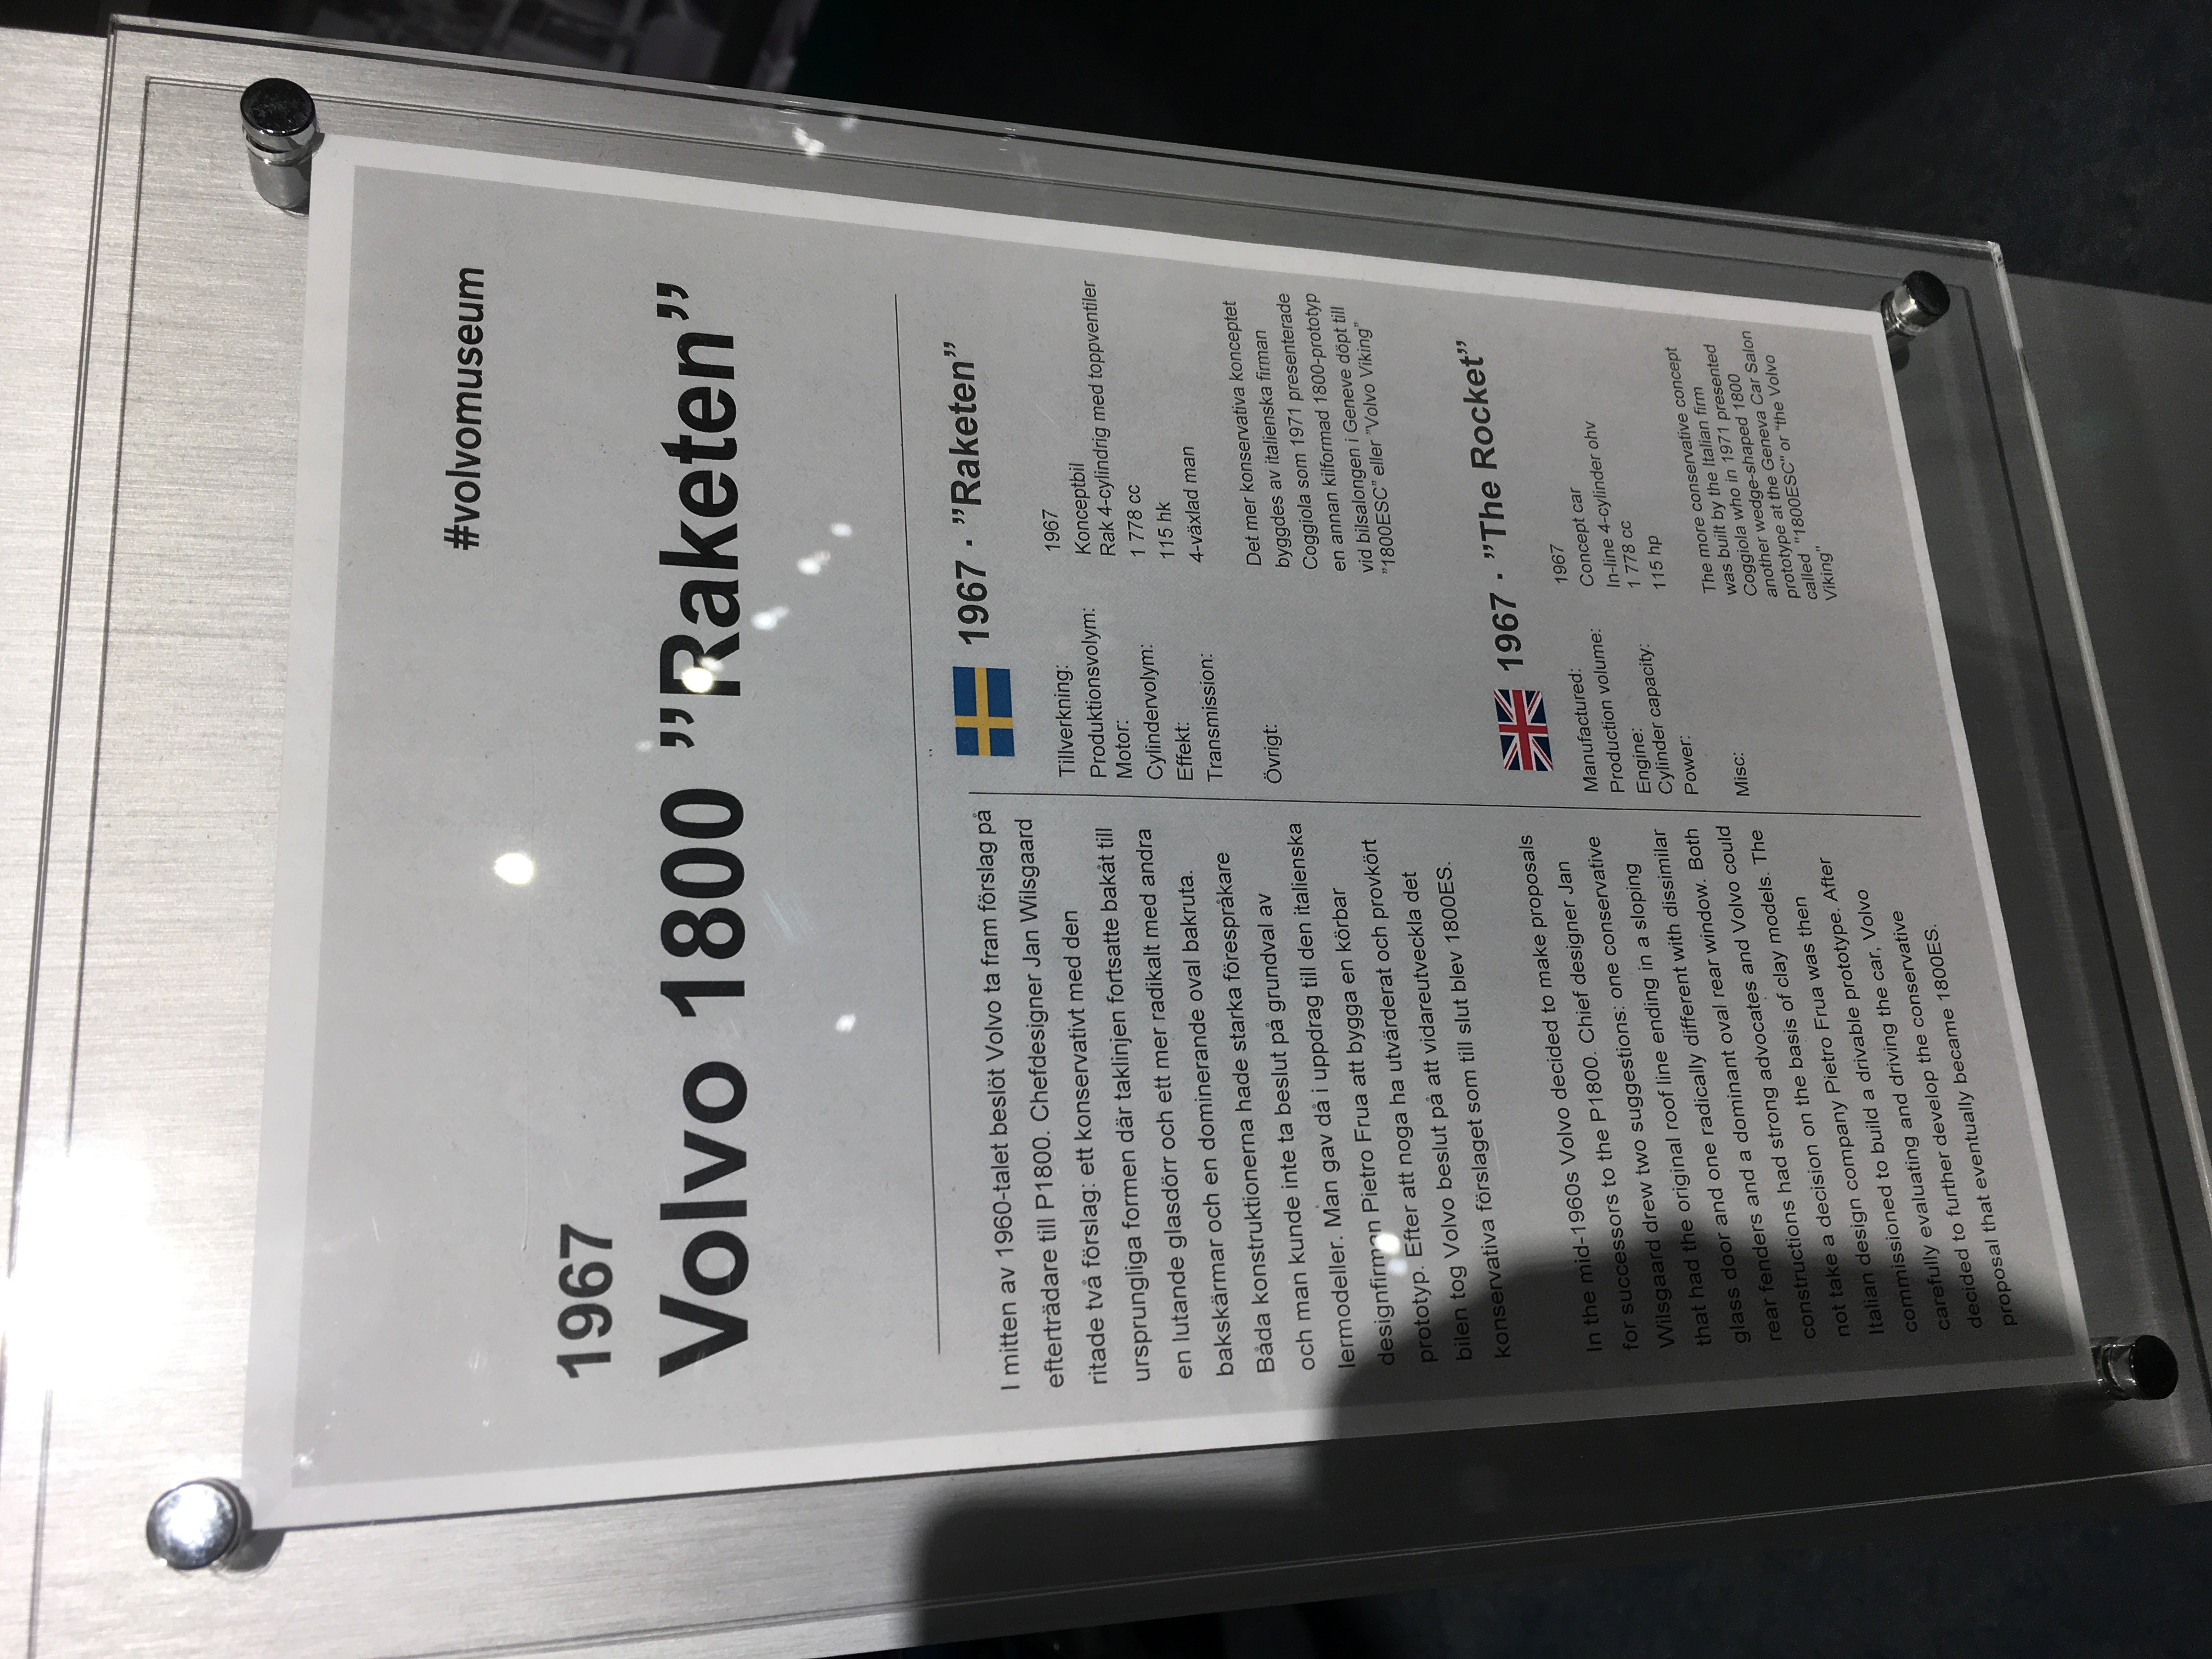 #volvomuseum
1967
Volvo 1800 ”Raketen”
I mitten av 1960-talet beslöt Volvo ta fram förslag på
efterträdare till P1800. Chefdesigner Jan Wilsgaard
ritade två förslag: ett konservativt med den
ursprungliga formen där taklinjen fortsatte bakåt till
en lutande glasdörr och ett mer radikalt med andra
bakskärmar och en dominerande oval bakruta.
Båda konstruktionerna hade starka förespråkare
och man kunde inte ta beslut på grundval av
lermodeller. Man gav då i uppdrag till den italienska
designfirman Pietro Frua att bygga en körbar
prototyp. Efter att noga ha utvärderat och provkört
bilen tog Volvo beslut på att vidareutveckla det
konservativa förslaget som till slut blev 1800ES.
In the mid-1960s Volvo decided to make proposals
for successors to the P1800. Chief designer Jan
Wilsgaard drew two suggestions: one conservative
that had the original roof line ending in a sloping
glass door and one radically different with dissimilar
rear fenders and a dominant oval rear window. Both
constructions had strong advocates and Volvo could
not take a decision on the basis of clay models. The
Italian design company Pietro Frua was then
commissioned to build a drivable prototype. After
carefully evaluating and driving the car, Volvo
decided to further develop the conservative
proposal that eventually became 1800ES.
1967 - ”Raketen”
Tillverkning: 1967
Produktionsvolym: Konceptbil
Motor: Rak 4-cylindrig med toppventiler
Cylindervolym: 1 778 cc
Effekt: 115 hk
Transmission: 4-växlad man
Övrigt: Det mer konservativa konceptet
byggdes av italienska firman
Coggiola som 1971 presenterade
en annan kilformad 1800-prototyp
vid bilsalongen i Geneve döpt till
”1800ESC” eller ”Volvo Viking”
1967 - ”The Rocket”
Manufactured: 1967
Production volume: Concept car
Engine: In-line 4-cylinder ohv
Cylinder capacity: 1 778 cc
Power: 115 hp
Misc: The more conservative concept
was built by the Italian firm
Coggiola who in 1971 presented
another wedge-shaped 1800
prototype at the Geneva Car Salon
called "1800ESC" or "the Volvo
Viking"